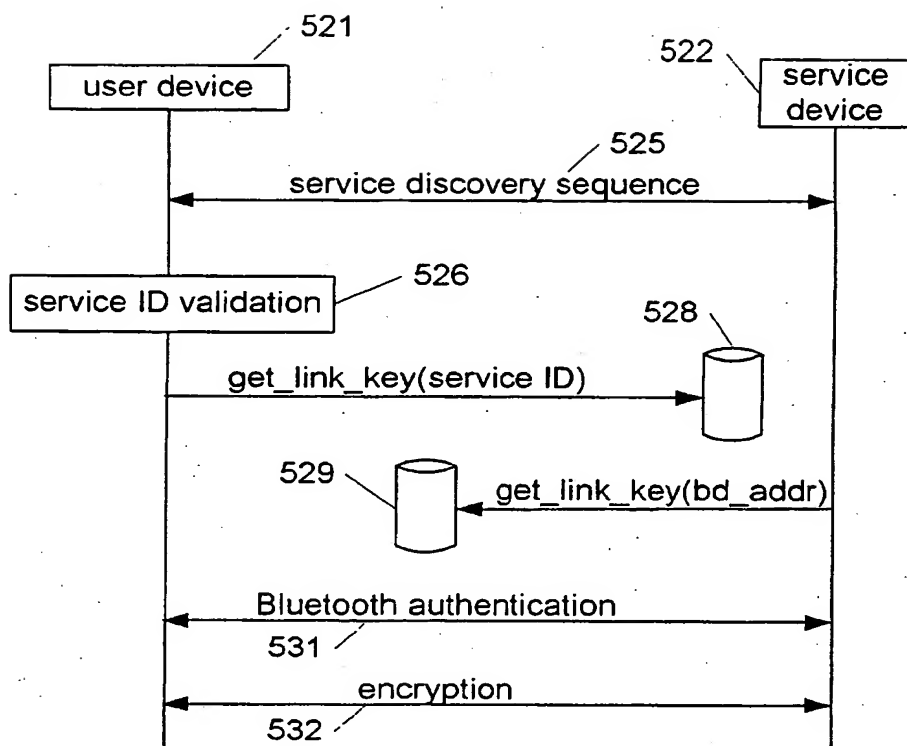 521
user device
522
service
device
525
service discovery sequence
service ID validation
526
528
get_link_key(service ID)
529
get_link_key(bd_addr)
Bluetooth authentication
531
encryption
532